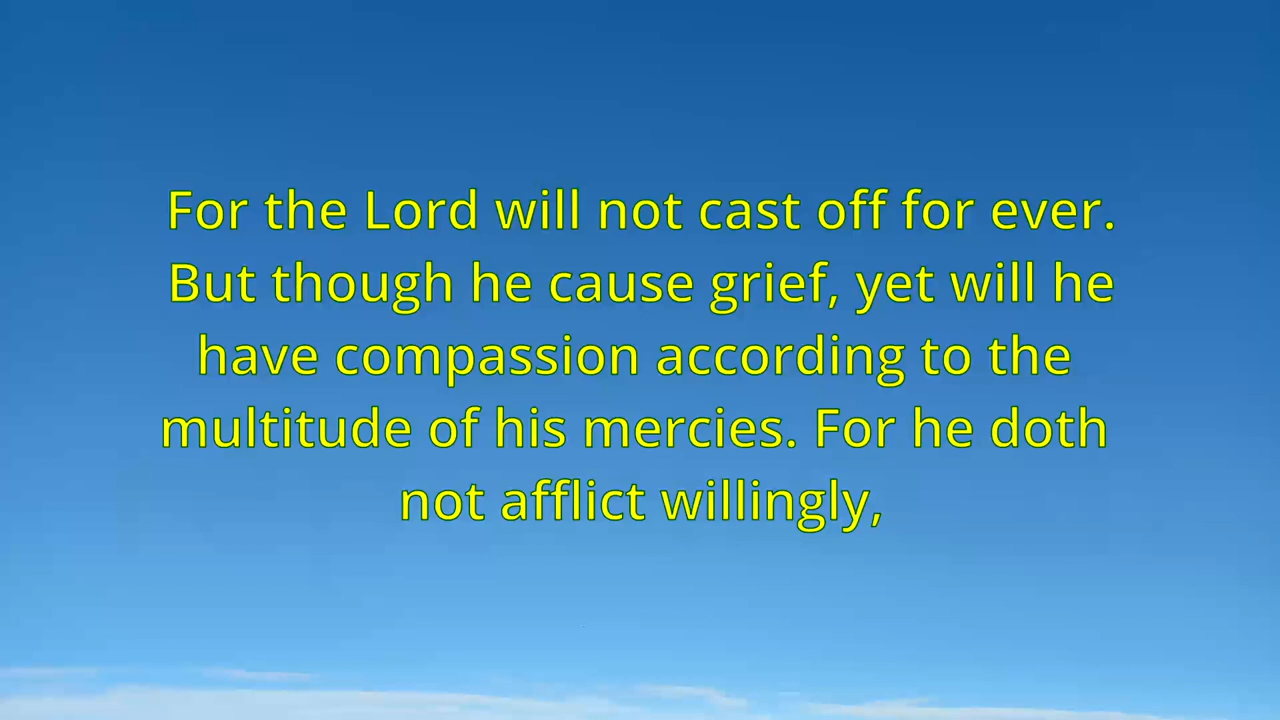 For the Lord will not cast off for ever.
But though he cause grief, yet will he
have compassion according to the
multitude of his mercies. For he doth
not afflict willingly,